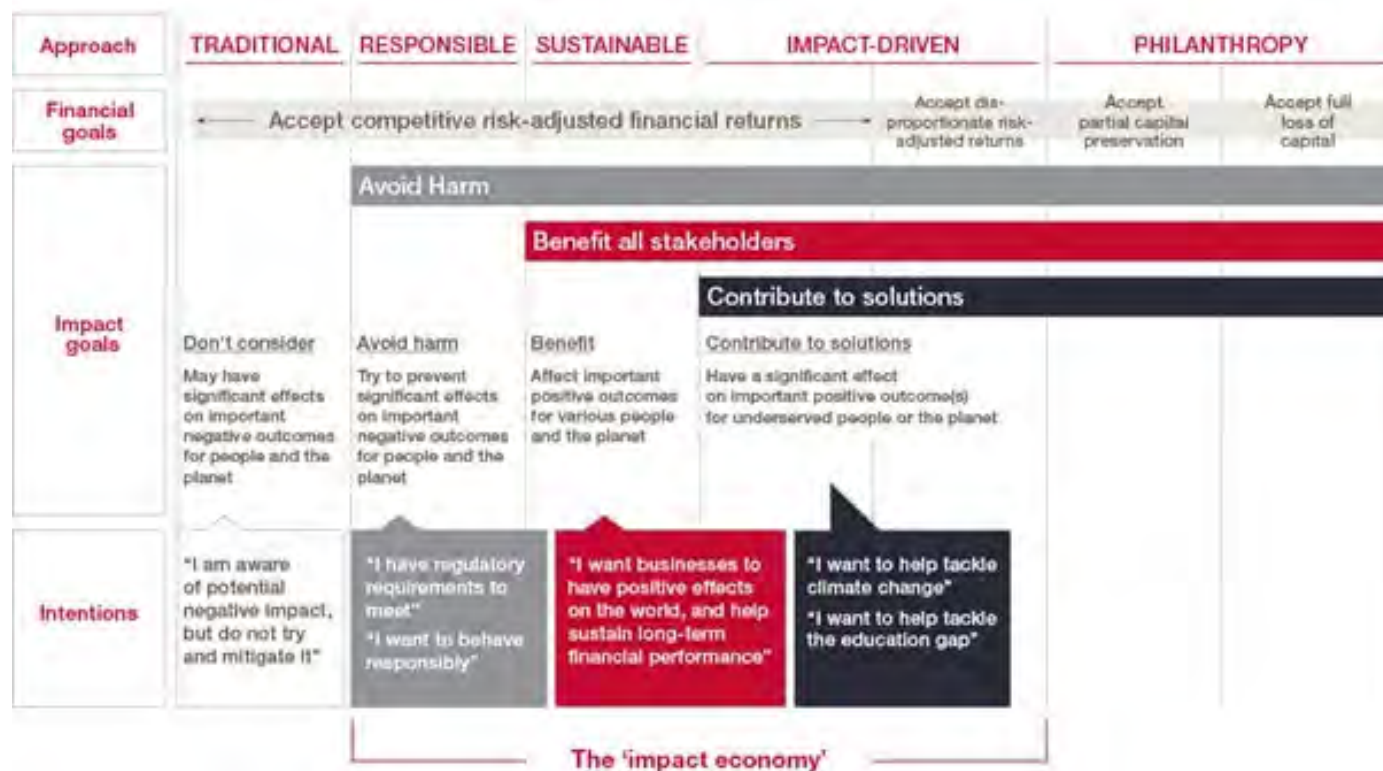 Approach
TRADITIONAL
RESPONSIBLE
SUSTAINABLE
IMPACT-DRIVEN
PHILANTHROPY
Financial
goals
Accept competitive risk-adjusted financial returns
Accept dis-
proportionate risk-
adjusted returns
Accept
partial capital
preservation
Accept full
loss of
capital
Impact
goals
Avoid Harm
Benefit all stakeholders
Contribute to solutions
Don't consider
May have
significant effects
on important
negative outcomes
for people and the
planet
Avoid harm
Try to prevent
significant effects
on important
negative outcomes
for people and the
planet
Benefit
Affect important
positive outcomes
for various people
and the planet
Contribute to solutions
Have a significant effect
on important positive outcome(s)
for underserved people or the planet
Intentions
"I am aware
of potential
negative impact,
but do not try
and mitigate it"
"I have regulatory
requirements to
meet"
"I want to behave
responsibly"
"I want businesses to
have positive effects
on the world, and help
sustain long-term
financial performance"
"I want to help tackle
climate change"
"I want to help tackle
the education gap"
The 'impact economy'